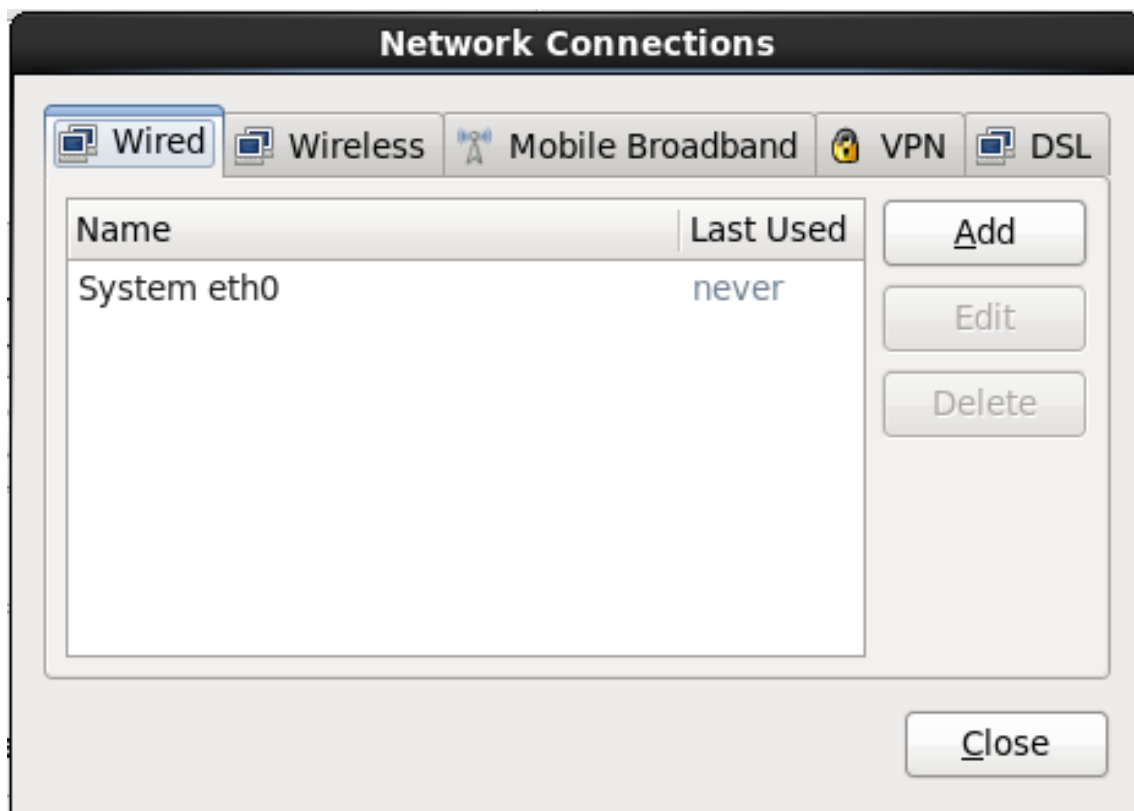 Network Connections
Wired Wireless Mobile Broadband VPN DSL
Name Last Used
Add
System eth0 never
Edit
Delete
Close